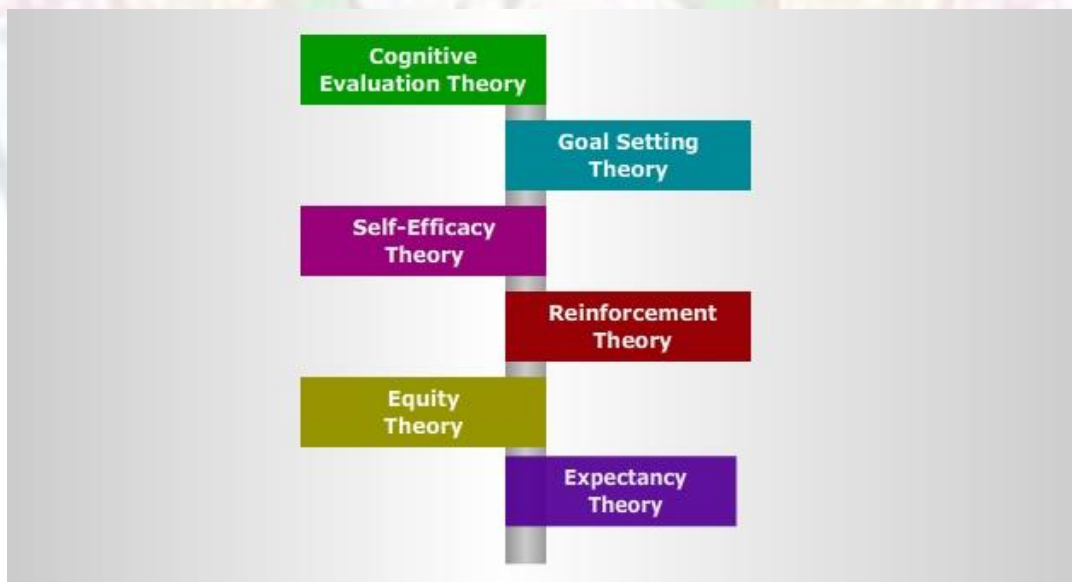 Cognitive
Evaluation Theory
Goal Setting
Theory
Self-Efficacy
Theory
Reinforcement
Theory
Equity
Theory
Expectancy
Theory